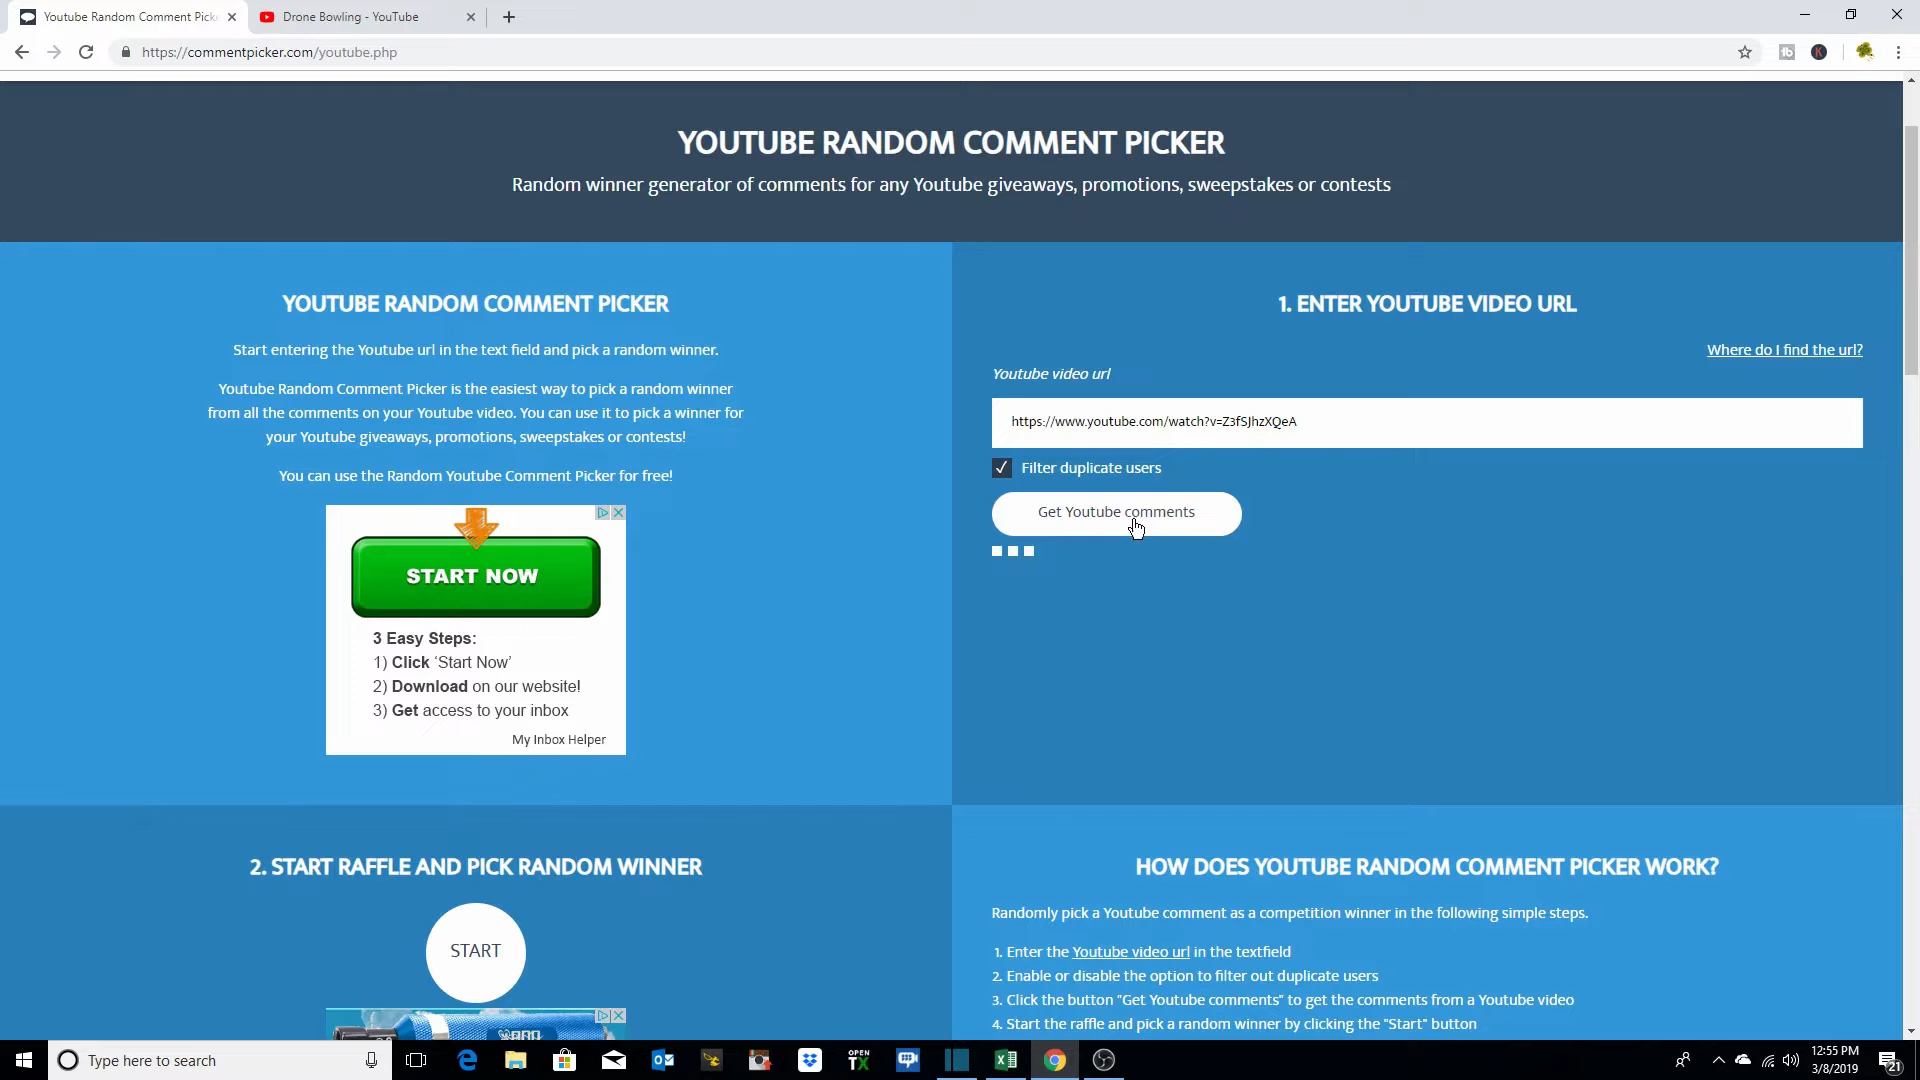 Youtube Random Comment Pick
Drone Bowling - YouTube
https://commentpicker.com/youtube.php
YOUTUBE RANDOM COMMENT PICKER
Random winner generator of comments for any Youtube giveaways, promotions, sweepstakes or contests
YOUTUBE RANDOM COMMENT PICKER
Start entering the Youtube url in the text field and pick a random winner.
Youtube Random Comment Picker is the easiest way to pick a random winner
from all the comments on your Youtube video. You can use it to pick a winner for
your Youtube giveaways, promotions, sweepstakes or contests!
You can use the Random Youtube Comment Picker for free!
START NOW
3 Easy Steps:
1) Click ‘Start Now’
2) Download on our website!
3) Get access to your inbox
My Inbox Helper
1. ENTER YOUTUBE VIDEO URL
Where do I find the url?
Youtube video url
https://www.youtube.com/watch?v=Z3fSJhzXQeA
Filter duplicate users
Get Youtube comments
2. START RAFFLE AND PICK RANDOM WINNER
START
HOW DOES YOUTUBE RANDOM COMMENT PICKER WORK?
Randomly pick a Youtube comment as a competition winner in the following simple steps.
1. Enter the Youtube video url in the textfield
2. Enable or disable the option to filter out duplicate users
3. Click the button "Get Youtube comments" to get the comments from a Youtube video
4. Start the raffle and pick a random winner by clicking the "Start" button
Type here to search
OPEN
TX
12:55 PM
3/8/2019
21